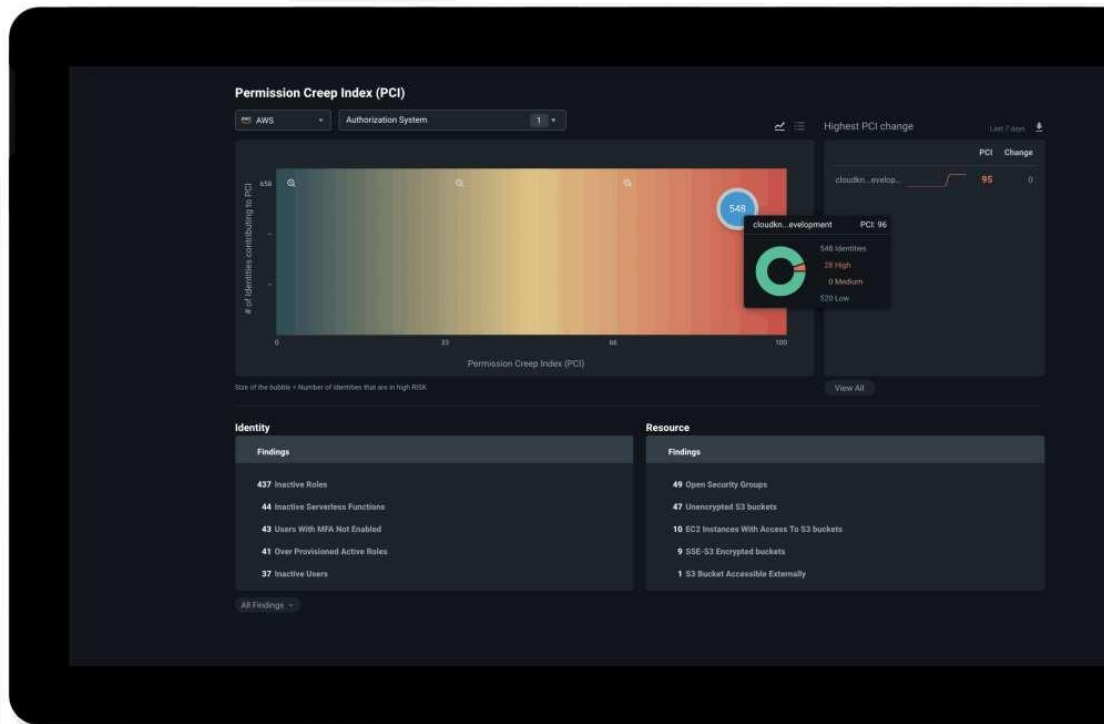 Permission Creep Index (PCI)
aws AWS
Authorization System 1
Highest PCI change
Last 7 days
PCI Change
cloudkn...evelop... 95 0
# of Identities contributing to PCI
658
548
cloudkn...evelopment PCI: 96
548 Identities
28 High
0 Medium
520 Low
0 33 66 100
Permission Creep Index (PCI)
Size of the bubble = Number of identities that are in high RISK
View All
Identity
Findings
437 Inactive Roles
44 Inactive Serverless Functions
43 Users With MFA Not Enabled
41 Over Provisioned Active Roles
37 Inactive Users
All Findings
Resource
Findings
49 Open Security Groups
47 Unencrypted S3 buckets
10 EC2 Instances With Access To S3 buckets
9 SSE-S3 Encrypted buckets
1 S3 Bucket Accessible Externally